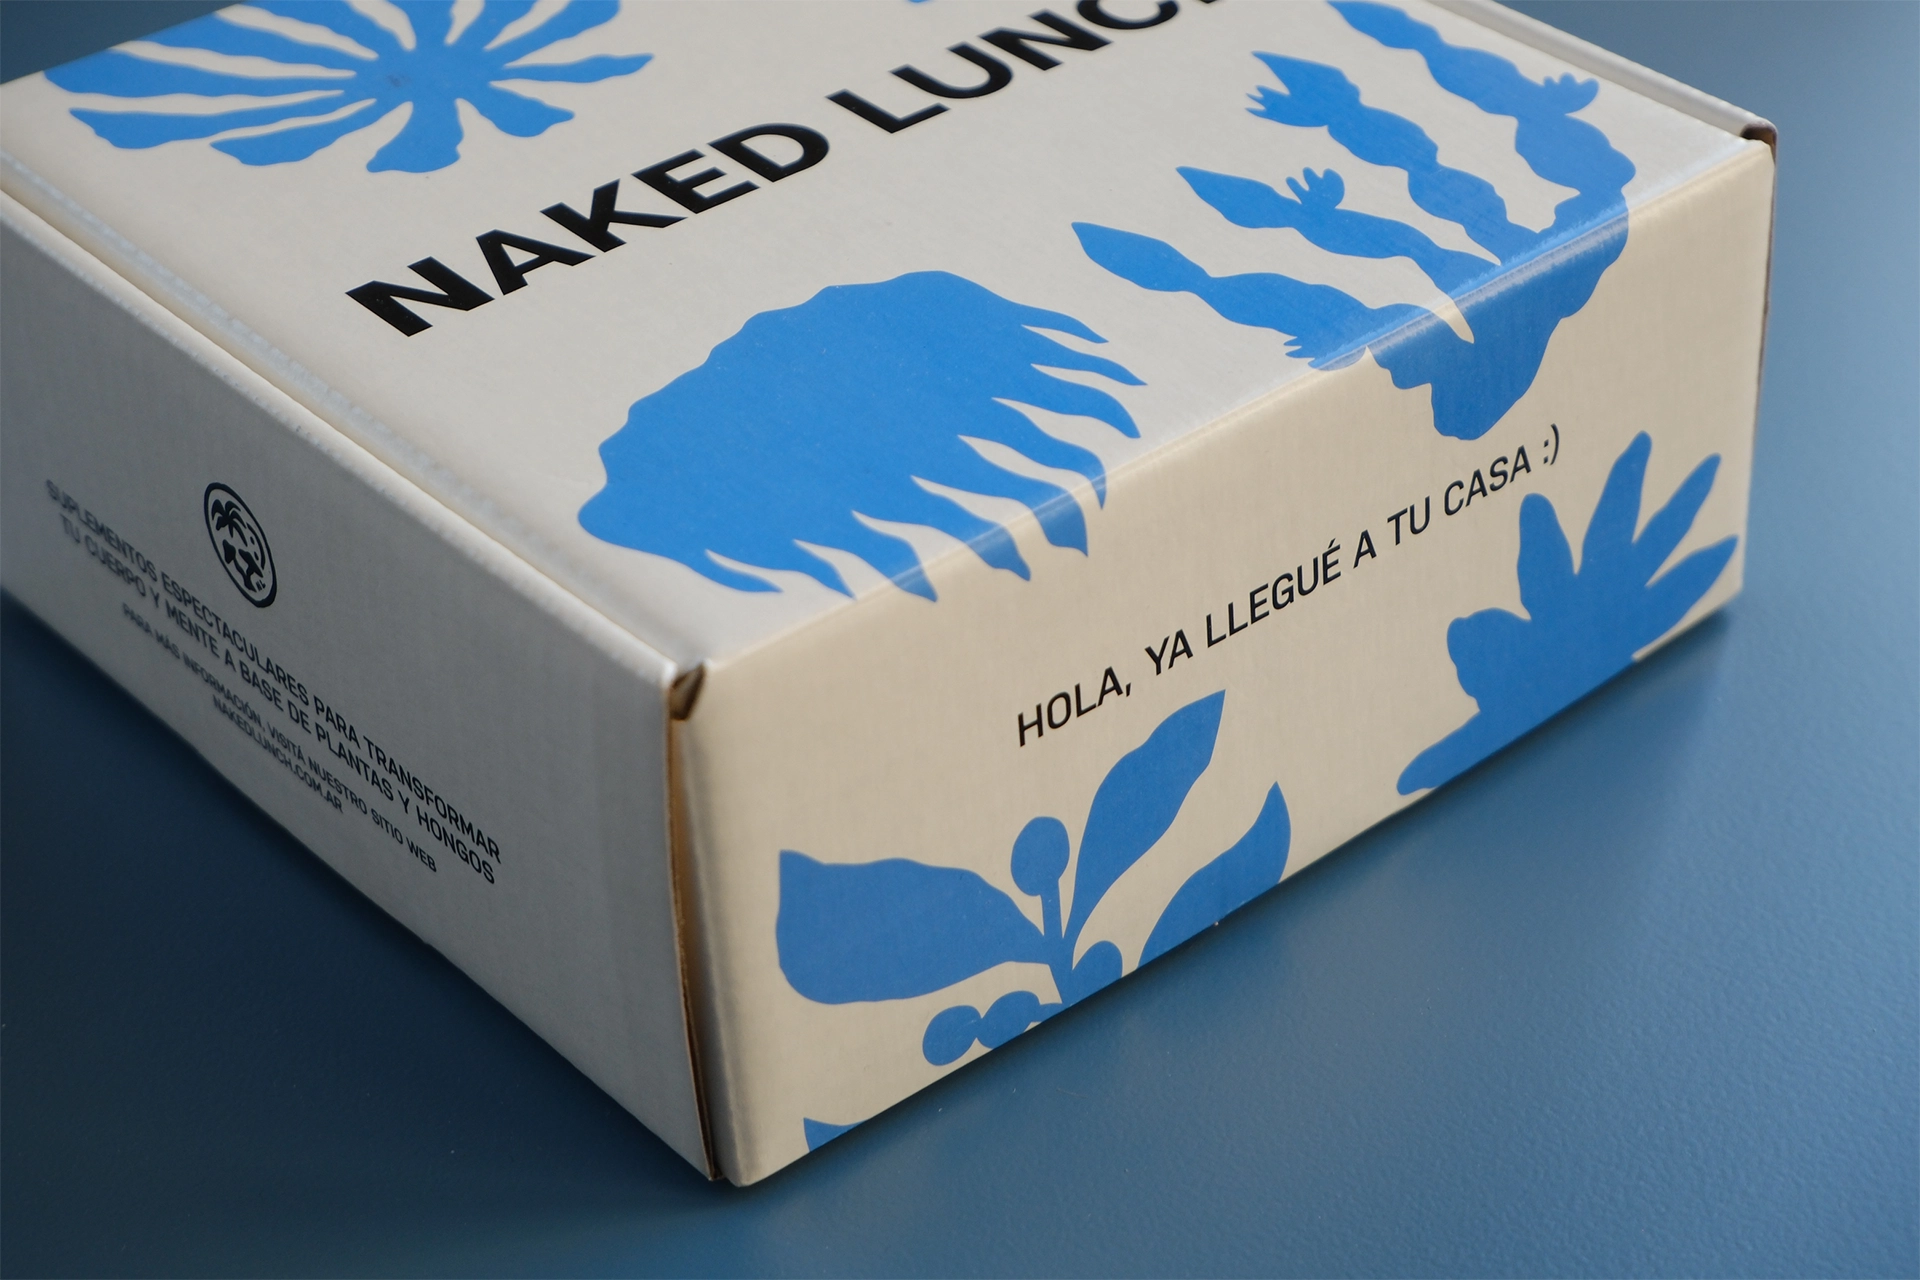 NAKED LUNCH
HOLA, YA LLEGUÉ A TU CASA :)
SUPLEMENTOS ESPECTACULARES PARA TRANSFORMAR
TU CUERPO Y MENTE A BASE DE PLANTAS Y HONGOS
PARA MÁS INFORMACIÓN, VISITÁ NUESTRO SITIO WEB
NAKEDLUNCH.COM.AR